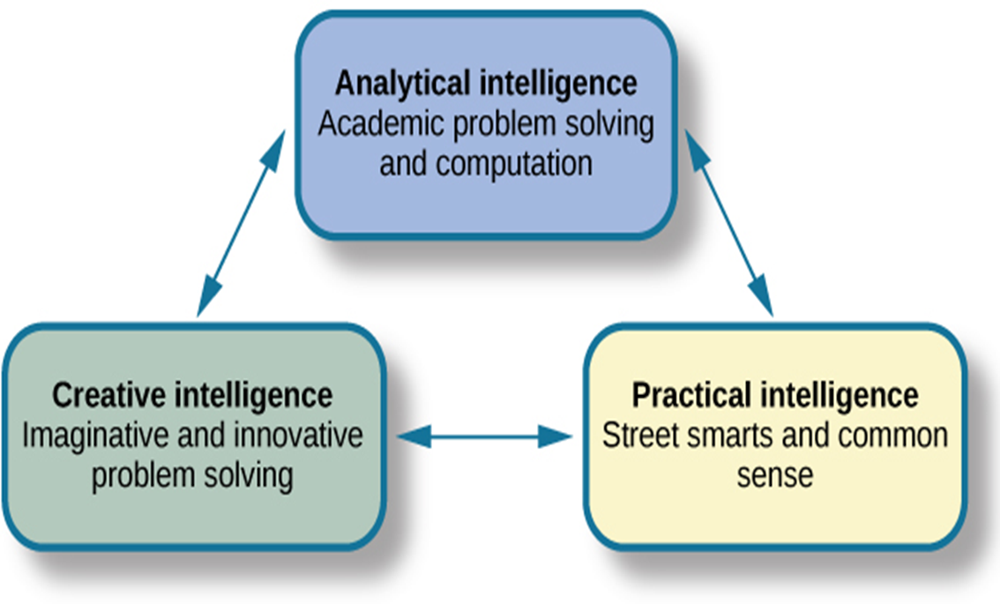 Analytical intelligence
Academic problem solving
and computation
Creative intelligence
Imaginative and innovative
problem solving
Practical intelligence
Street smarts and common
sense